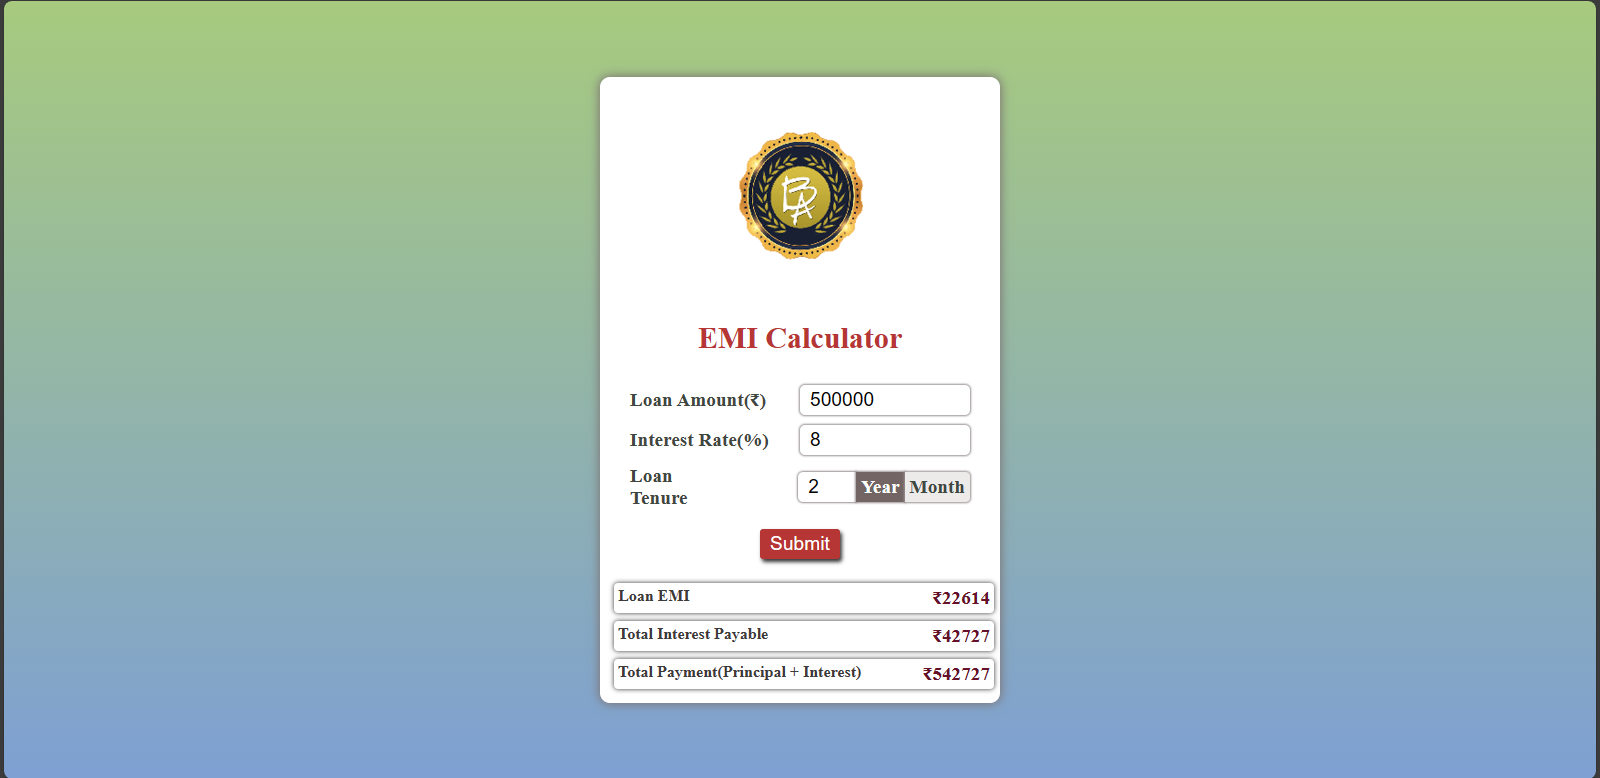 BA
EMI Calculator
Loan Amount(₹) 500000
Interest Rate(%) 8
Loan
Tenure 2 Year Month
Submit
Loan EMI ₹22614
Total Interest Payable ₹42727
Total Payment(Principal + Interest) ₹542727